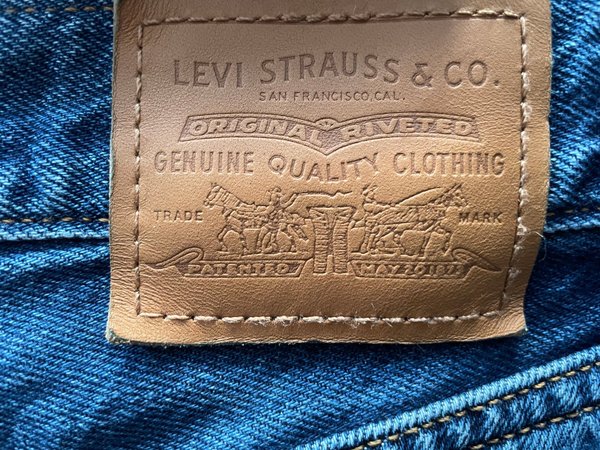 LEVI STRAUSS & CO.
SAN FRANCISCO, CAL.
ORIGINAL RIVETED
GENUINE QUALITY CLOTHING
TRADE MARK
PATENTED MAY 20 1873